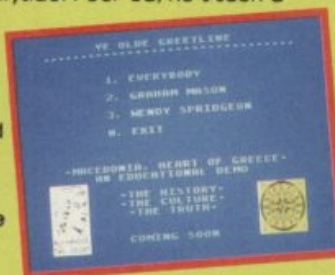 YE OLDE GREETLINE
1. EVERYBODY
2. GRAHAM MASON
3. WENDY SPRIDGEON
0. EXIT
-MACEDONIA. HEART OF GREECE-
AN EDUCATIONAL DEMO
-THE HISTORY-
-THE CULTURE-
-THE TRUTH-
COMING SOON